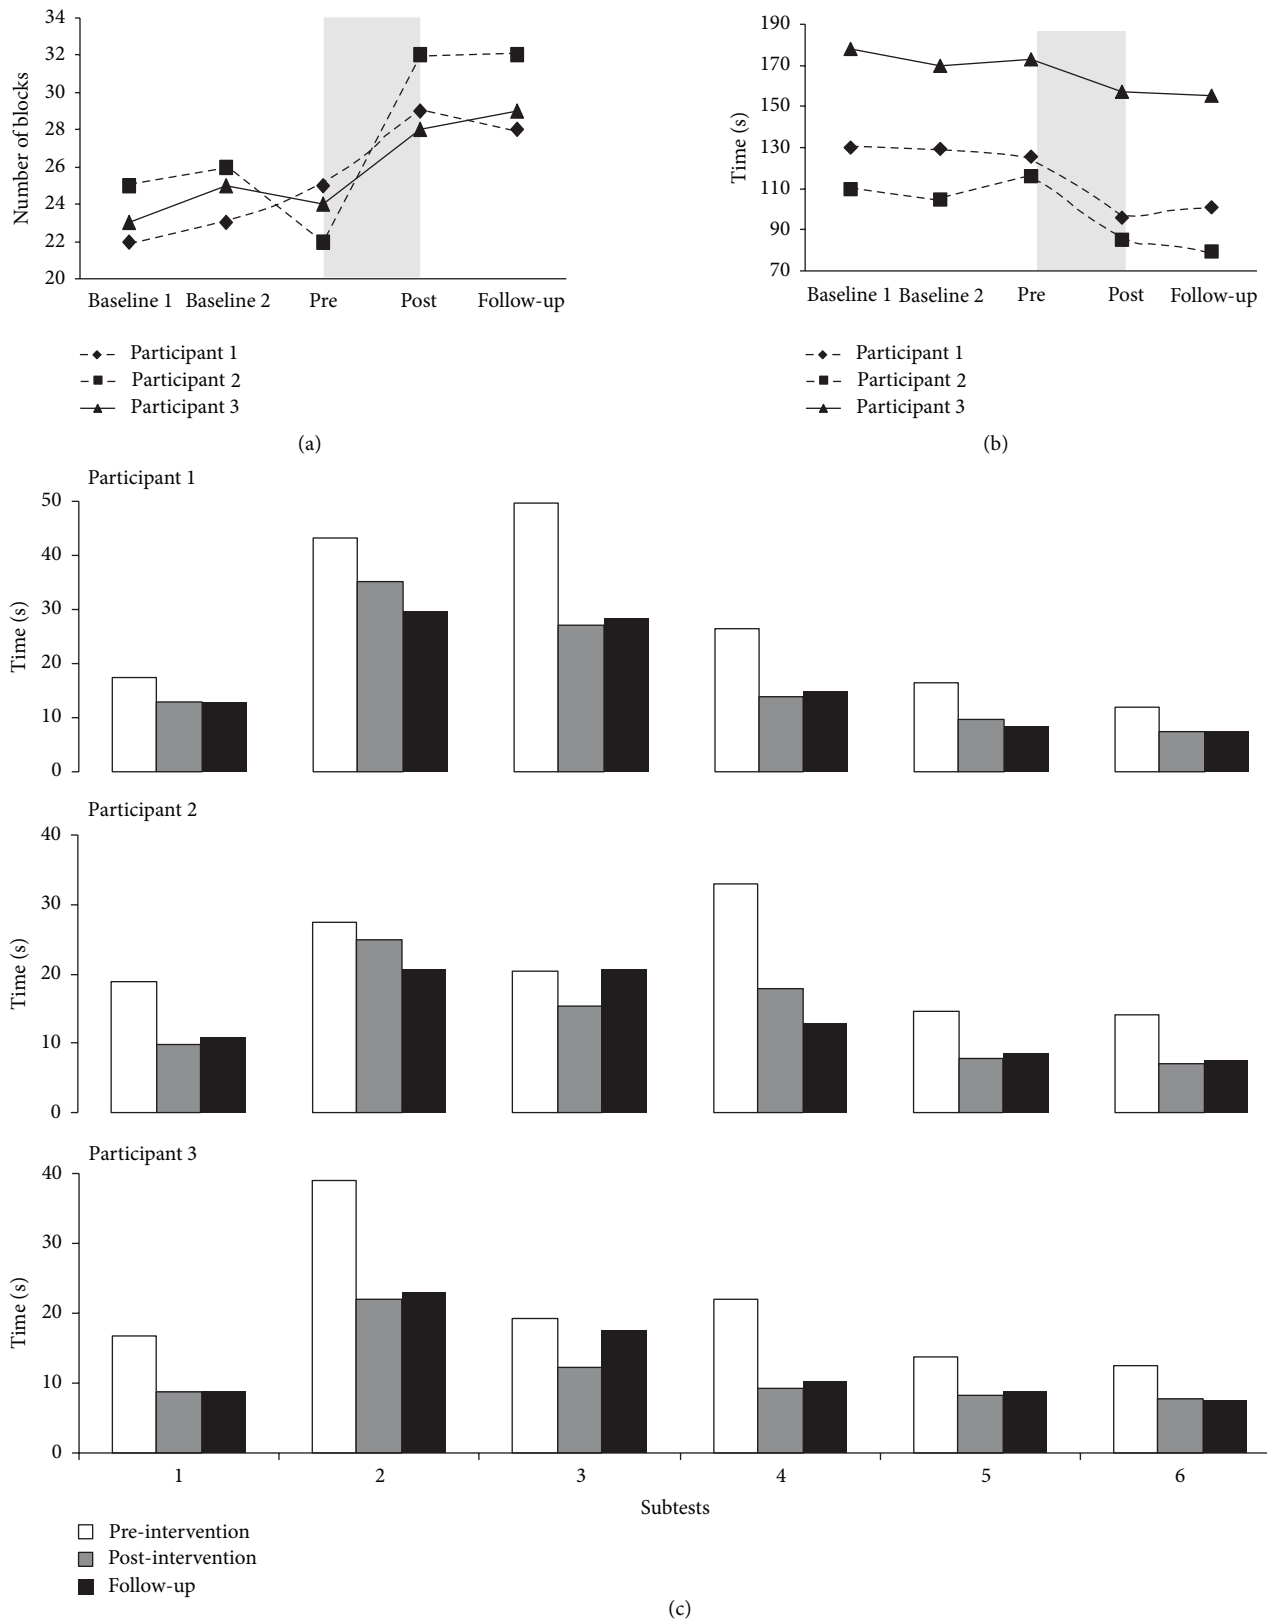 34
32
30
28
26
24
22
20
Number of blocks
Baseline 1 Baseline 2 Pre Post Follow-up
Participant 1
Participant 2
Participant 3
(a)
190
170
150
130
110
90
70
Time (s)
Baseline 1 Baseline 2 Pre Post Follow-up
Participant 1
Participant 2
Participant 3
(b)
Participant 1
50
40
30
20
10
0
Time (s)
Participant 2
40
30
20
10
0
Time (s)
Participant 3
40
30
20
10
0
Time (s)
1 2 3 4 5 6
Subtests
Pre-intervention
Post-intervention
Follow-up
(c)